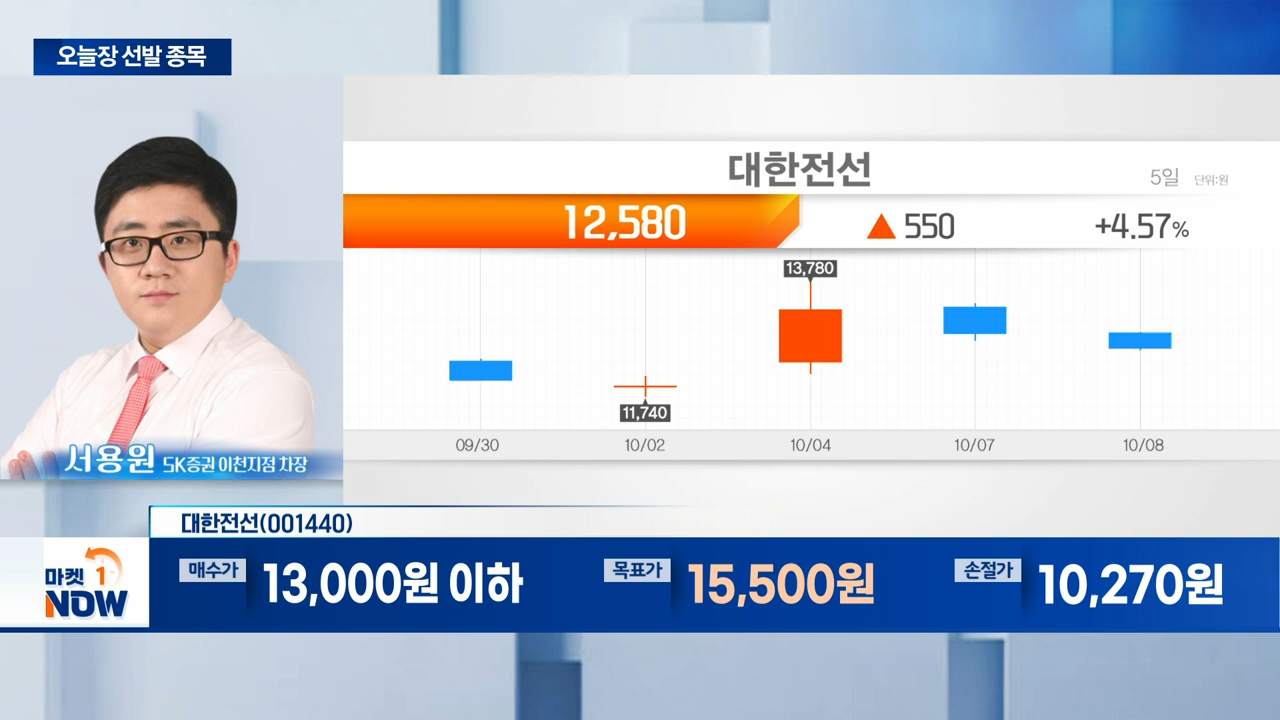 오늘장 선발 종목
대한전선
5일 단위:원
12,580 ▲ 550 +4.57%
13,780
11,740
09/30 10/02 10/04 10/07 10/08
서용원 SK증권 이천지점 차장
대한전선(001440)
마켓 1
NOW
매수가 13,000원 이하 목표가 15,500원 손절가 10,270원